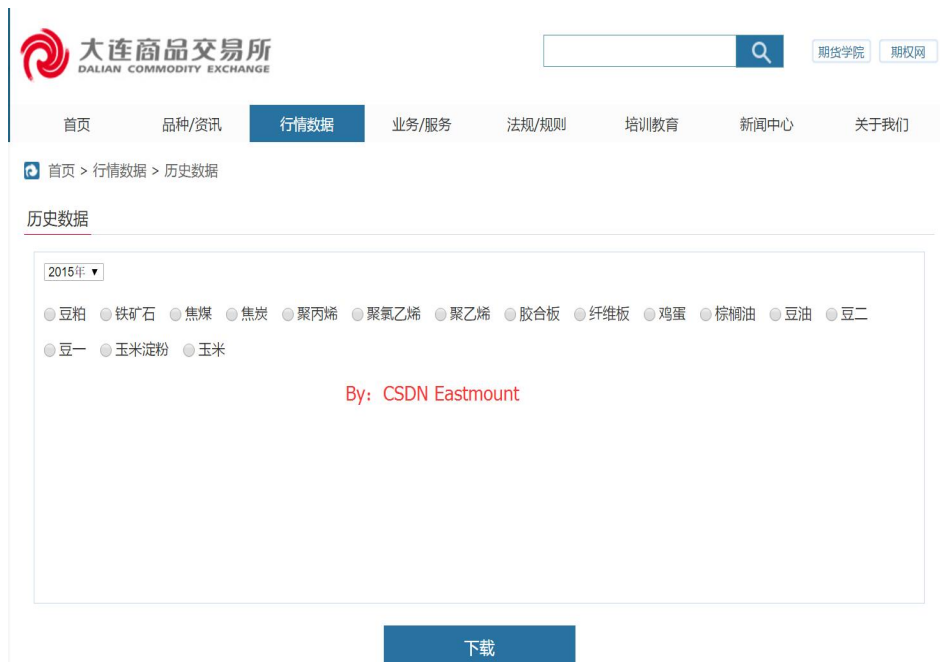 大连商品交易所
DALIAN COMMODITY EXCHANGE
期货学院 期权网
首页 品种/资讯 行情数据 业务/服务 法规/规则 培训教育 新闻中心 关于我们
首页 > 行情数据 > 历史数据
历史数据
2015年
豆粕 铁矿石 焦煤 焦炭 聚丙烯 聚氯乙烯 聚乙烯 胶合板 纤维板 鸡蛋 棕榈油 豆油 豆二
豆一 玉米淀粉 玉米
By：CSDN Eastmount
下载